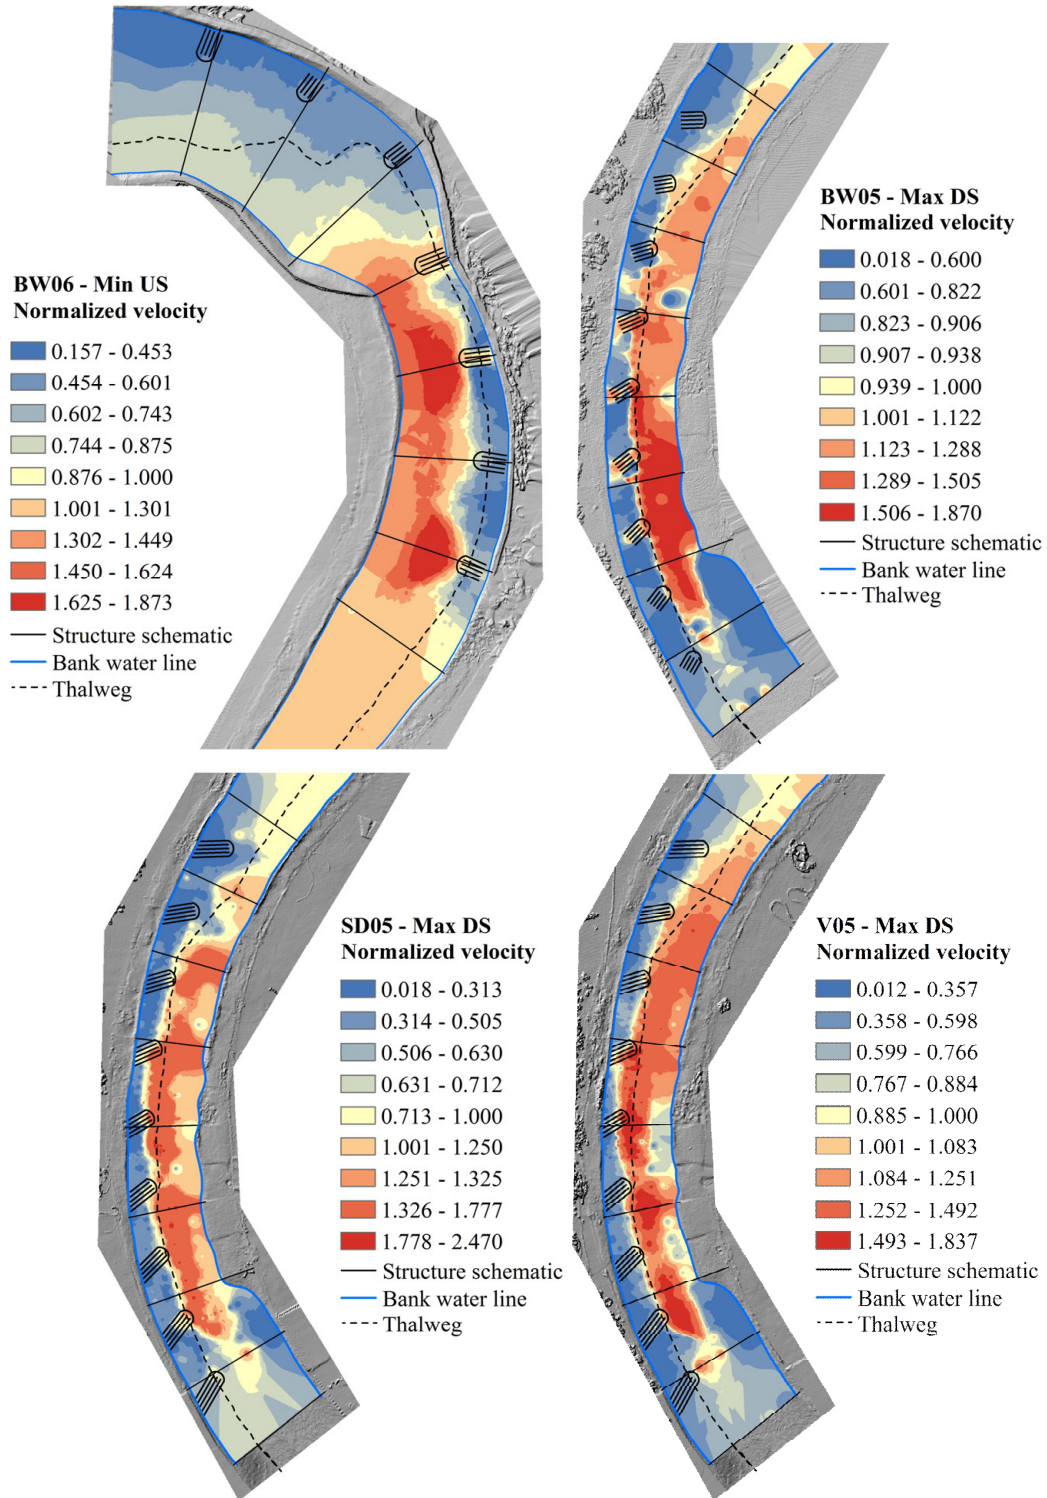 BW06 - Min US
Normalized velocity
0.157 - 0.453
0.454 - 0.601
0.602 - 0.743
0.744 - 0.875
0.876 - 1.000
1.001 - 1.301
1.302 - 1.449
1.450 - 1.624
1.625 - 1.873
Structure schematic
Bank water line
Thalweg
BW05 - Max DS
Normalized velocity
0.018 - 0.600
0.601 - 0.822
0.823 - 0.906
0.907 - 0.938
0.939 - 1.000
1.001 - 1.122
1.123 - 1.288
1.289 - 1.505
1.506 - 1.870
Structure schematic
Bank water line
Thalweg
SD05 - Max DS
Normalized velocity
0.018 - 0.313
0.314 - 0.505
0.506 - 0.630
0.631 - 0.712
0.713 - 1.000
1.001 - 1.250
1.251 - 1.325
1.326 - 1.777
1.778 - 2.470
Structure schematic
Bank water line
Thalweg
V05 - Max DS
Normalized velocity
0.012 - 0.357
0.358 - 0.598
0.599 - 0.766
0.767 - 0.884
0.885 - 1.000
1.001 - 1.083
1.084 - 1.251
1.252 - 1.492
1.493 - 1.837
Structure schematic
Bank water line
Thalweg